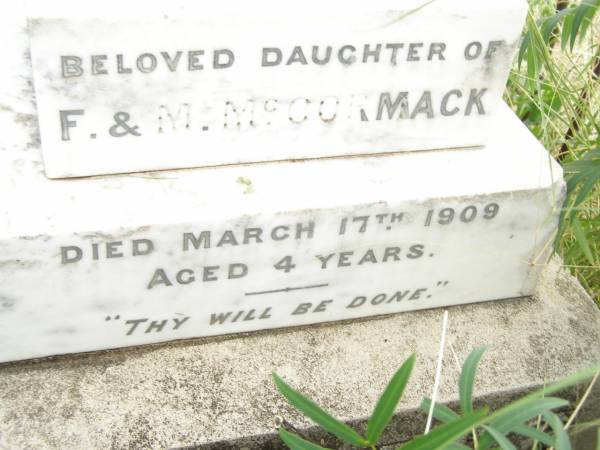 BELOVED DAUGHTER OF
F. & M. McCORMACK
DIED MARCH 17TH 1909
AGED 4 YEARS.
"THY WILL BE DONE."